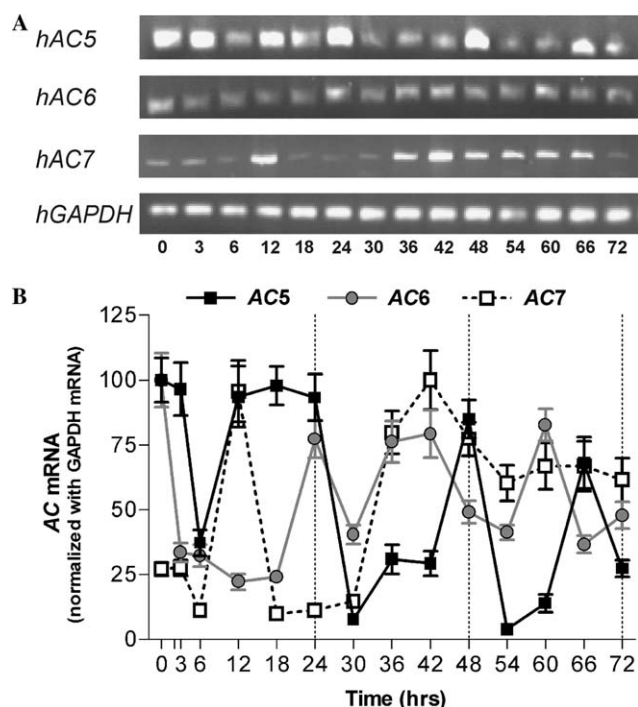 A
hAC5
hAC6
hAC7
hGAPDH
0 3 6 12 18 24 30 36 42 48 54 60 66 72
B
AC5 AC6 AC7
AC mRNA
(normalized with GAPDH mRNA)
125
100
75
50
25
0
0 3 6 12 18 24 30 36 42 48 54 60 66 72
Time (hrs)